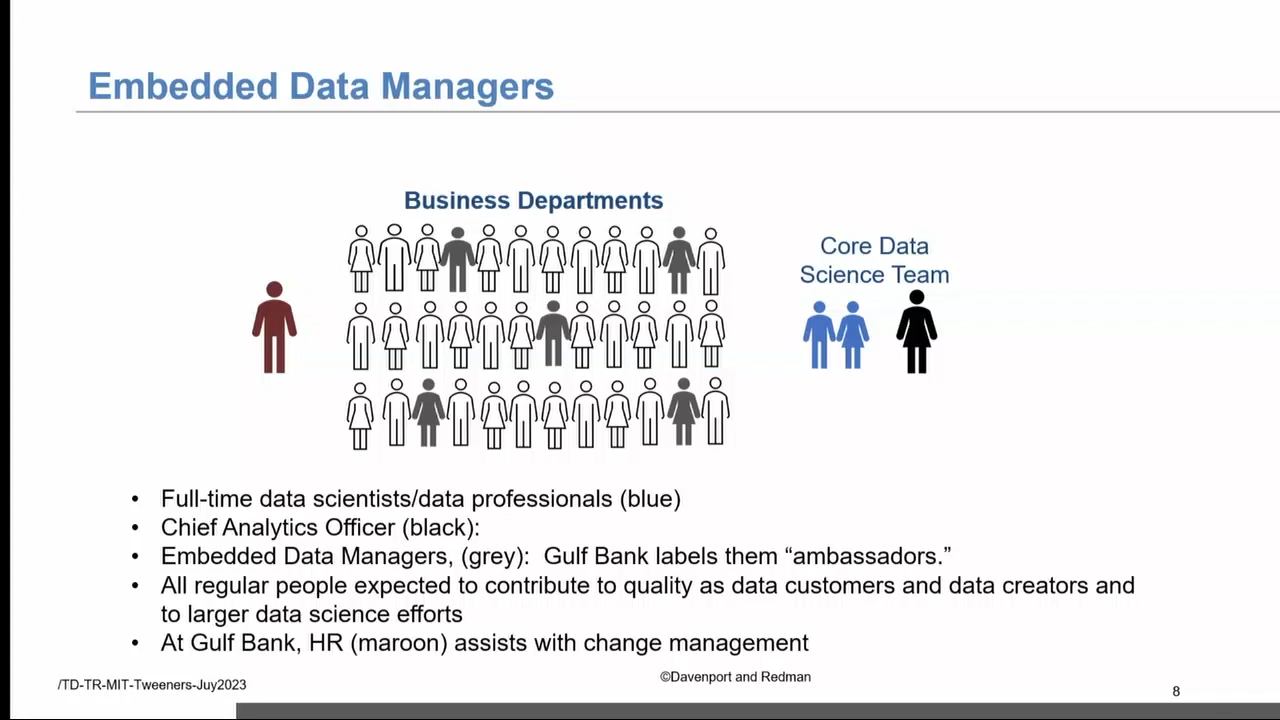 Embedded Data Managers
Business Departments
Core Data
Science Team
• Full-time data scientists/data professionals (blue)
• Chief Analytics Officer (black):
• Embedded Data Managers, (grey):  Gulf Bank labels them “ambassadors.”
• All regular people expected to contribute to quality as data customers and data creators and
to larger data science efforts
• At Gulf Bank, HR (maroon) assists with change management
/TD-TR-MIT-Tweeners-Juy2023
©Davenport and Redman
8